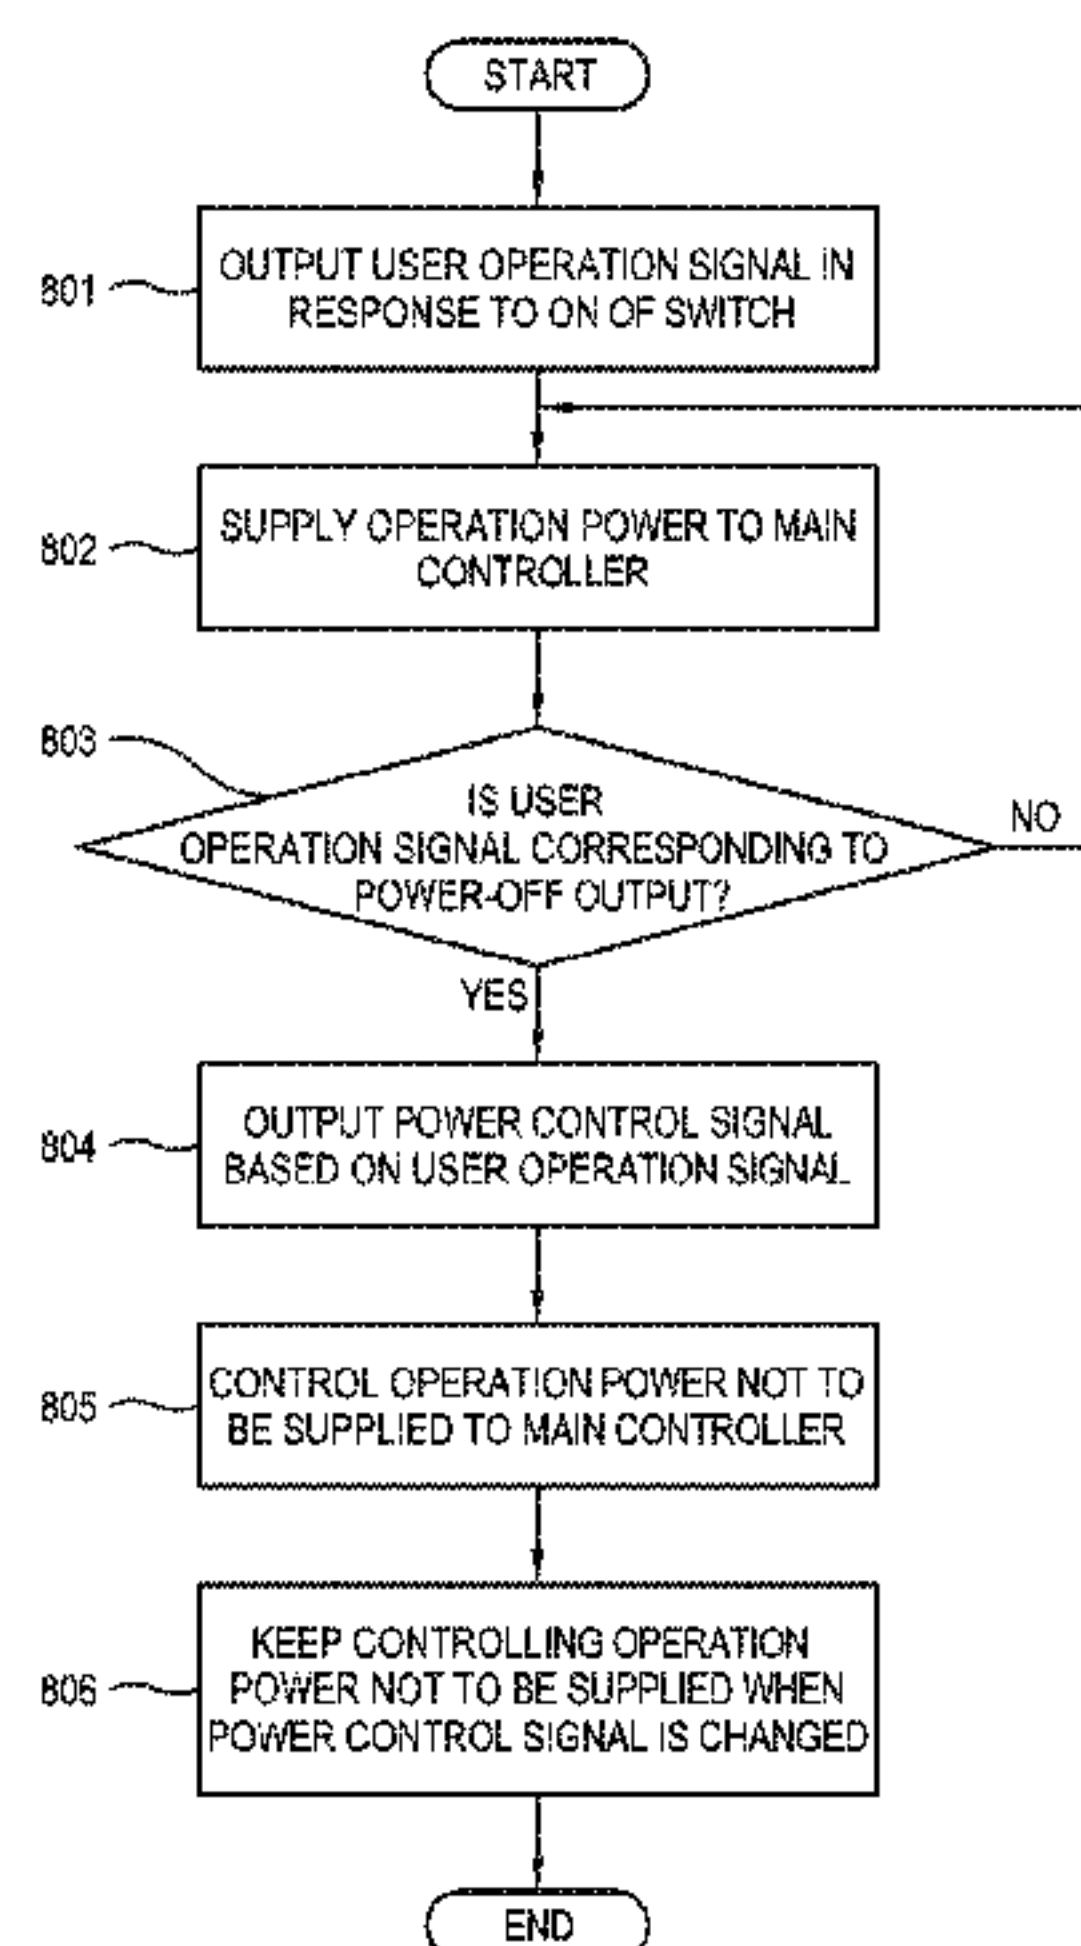 START
801
OUTPUT USER OPERATION SIGNAL IN
RESPONSE TO ON OF SWITCH
802
SUPPLY OPERATION POWER TO MAIN
CONTROLLER
803
IS USER
OPERATION SIGNAL CORRESPONDING TO
POWER-OFF OUTPUT?
NO
YES
804
OUTPUT POWER CONTROL SIGNAL
BASED ON USER OPERATION SIGNAL
805
CONTROL OPERATION POWER NOT TO
BE SUPPLIED TO MAIN CONTROLLER
806
KEEP CONTROLLING OPERATION
POWER NOT TO BE SUPPLIED WHEN
POWER CONTROL SIGNAL IS CHANGED
END